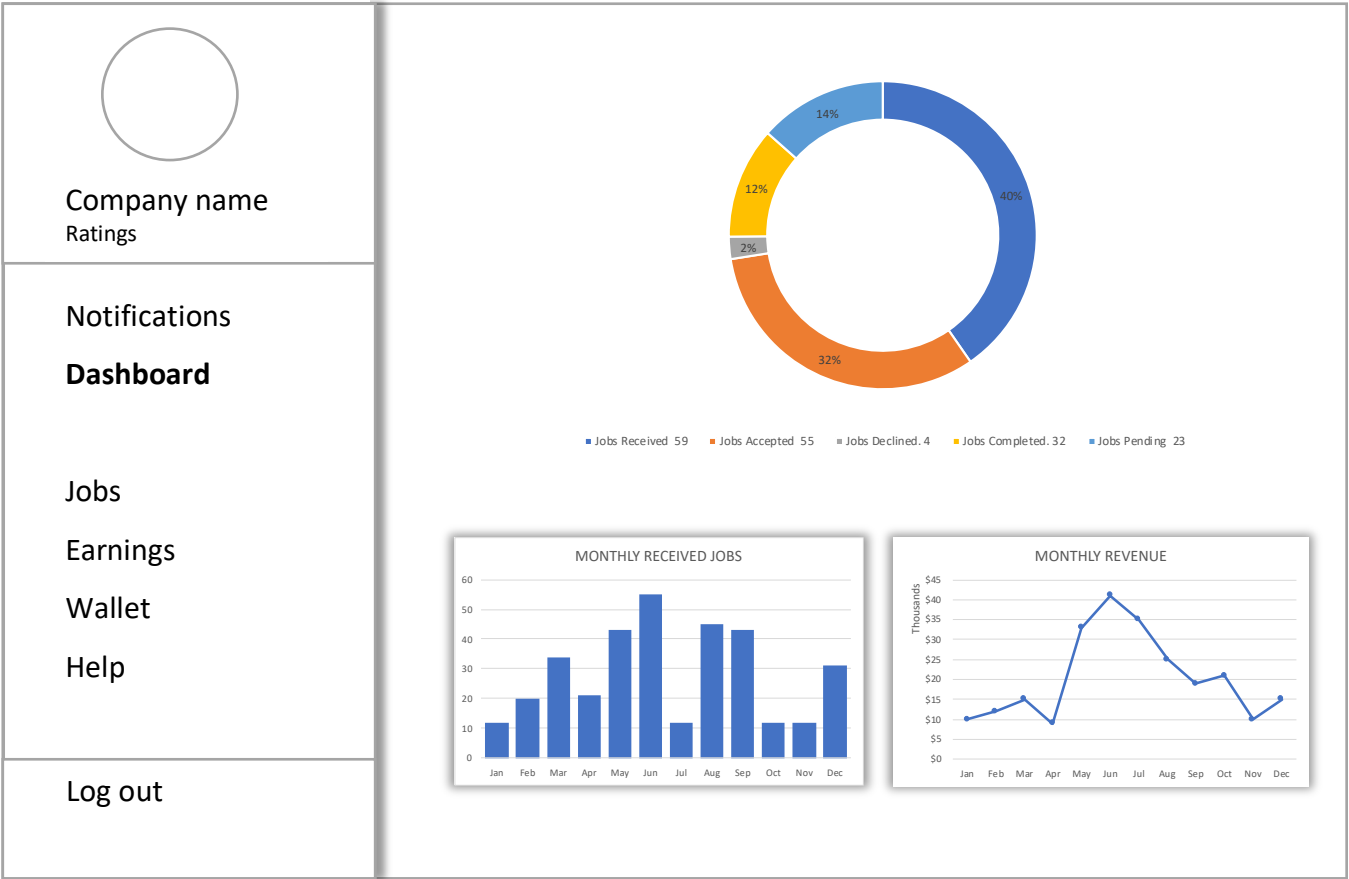 Company name
Ratings
Notifications
Dashboard
Jobs
Earnings
Wallet
Help
Log out
14%
40%
12%
2%
32%
Jobs Received 59 Jobs Accepted 55 Jobs Declined. 4 Jobs Completed. 32 Jobs Pending 23
MONTHLY RECEIVED JOBS
60
50
40
30
20
10
0
Jan Feb Mar Apr May Jun Jul Aug Sep Oct Nov Dec
MONTHLY REVENUE
Thousands
$45
$40
$35
$30
$25
$20
$15
$10
$5
$0
Jan Feb Mar Apr May Jun Jul Aug Sep Oct Nov Dec